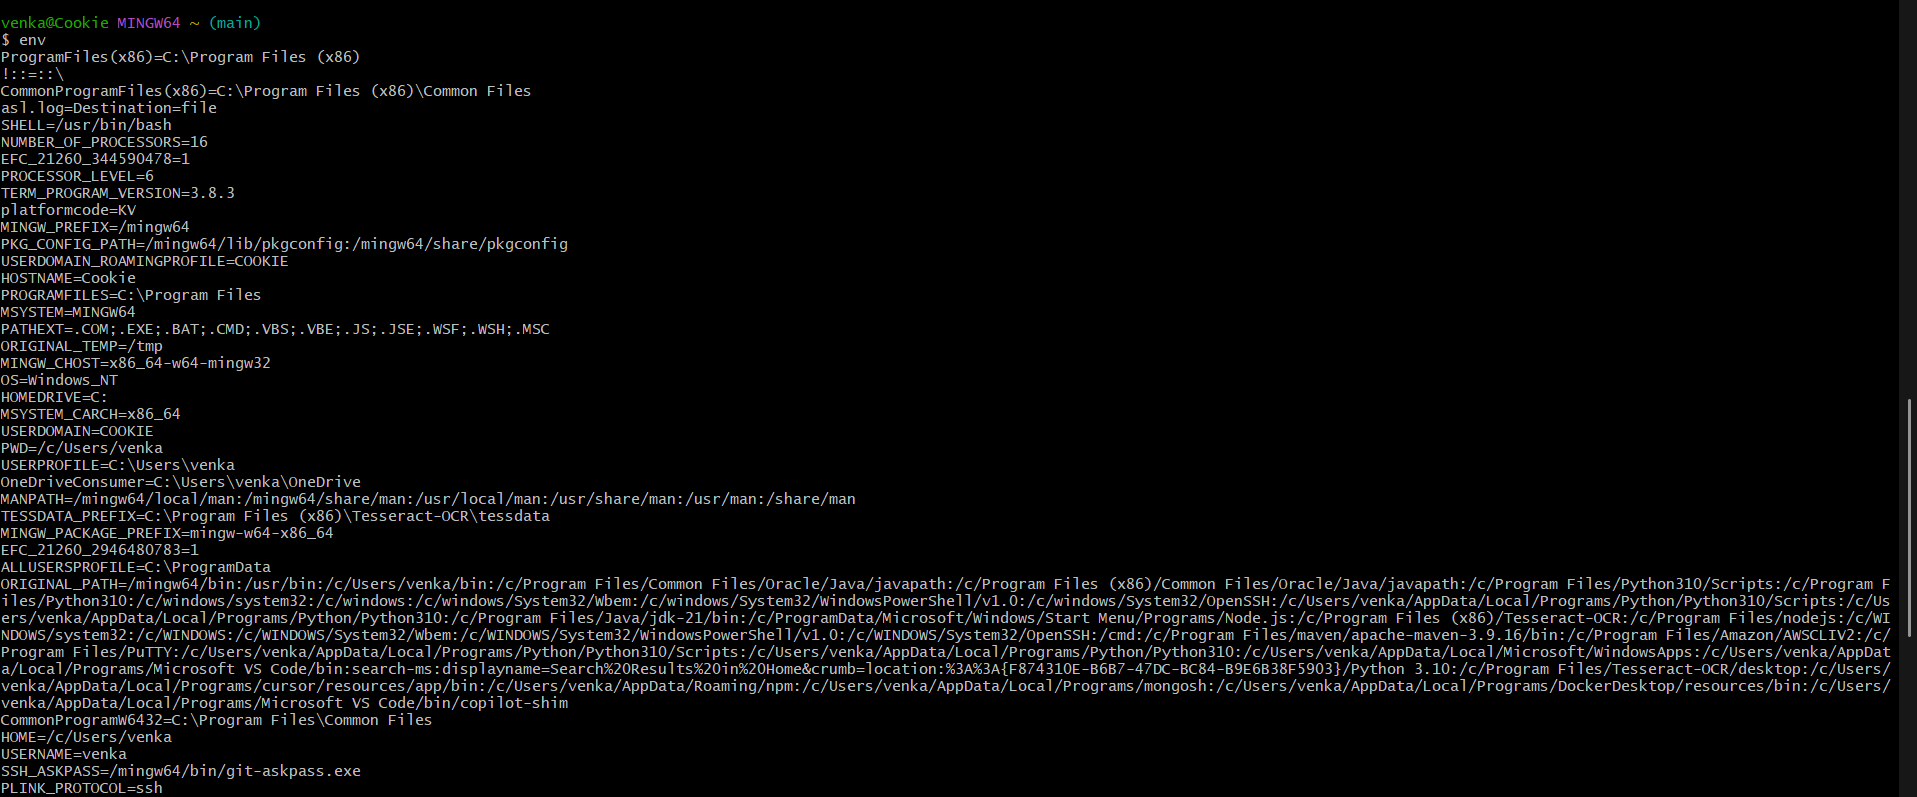 venka@Cookie MINGW64 ~ (main)
$ env
ProgramFiles(x86)=C:\Program Files (x86)
!::=::\
CommonProgramFiles(x86)=C:\Program Files (x86)\Common Files
asl.log=Destination=file
SHELL=/usr/bin/bash
NUMBER_OF_PROCESSORS=16
EFC_21260_344590478=1
PROCESSOR_LEVEL=6
TERM_PROGRAM_VERSION=3.8.3
platformcode=KV
MINGW_PREFIX=/mingw64
PKG_CONFIG_PATH=/mingw64/lib/pkgconfig:/mingw64/share/pkgconfig
USERDOMAIN_ROAMINGPROFILE=COOKIE
HOSTNAME=Cookie
PROGRAMFILES=C:\Program Files
MSYSTEM=MINGW64
PATHEXT=.COM;.EXE;.BAT;.CMD;.VBS;.VBE;.JS;.JSE;.WSF;.WSH;.MSC
ORIGINAL_TEMP=/tmp
MINGW_CHOST=x86_64-w64-mingw32
OS=Windows_NT
HOMEDRIVE=C:
MSYSTEM_CARCH=x86_64
USERDOMAIN=COOKIE
PWD=/c/Users/venka
USERPROFILE=C:\Users\venka
OneDriveConsumer=C:\Users\venka\OneDrive
MANPATH=/mingw64/local/man:/mingw64/share/man:/usr/local/man:/usr/share/man:/usr/man:/share/man
TESSDATA_PREFIX=C:\Program Files (x86)\Tesseract-OCR\tessdata
MINGW_PACKAGE_PREFIX=mingw-w64-x86_64
EFC_21260_2946480783=1
ALLUSERSPROFILE=C:\ProgramData
ORIGINAL_PATH=/mingw64/bin:/usr/bin:/c/Users/venka/bin:/c/Program Files/Common Files/Oracle/Java/javapath:/c/Program Files (x86)/Common Files/Oracle/Java/javapath:/c/Program Files/Python310/Scripts:/c/Program F
iles/Python310:/c/windows/system32:/c/windows:/c/windows/System32/Wbem:/c/windows/System32/WindowsPowerShell/v1.0:/c/windows/System32/OpenSSH:/c/Users/venka/AppData/Local/Programs/Python/Python310/Scripts:/c/Us
ers/venka/AppData/Local/Programs/Python/Python310:/c/Program Files/Java/jdk-21/bin:/c/ProgramData/Microsoft/Windows/Start Menu/Programs/Node.js:/c/Program Files (x86)/Tesseract-OCR:/c/Program Files/nodejs:/c/WI
NDOWS/system32:/c/WINDOWS:/c/WINDOWS/System32/Wbem:/c/WINDOWS/System32/WindowsPowerShell/v1.0:/c/WINDOWS/System32/OpenSSH:/cmd:/c/Program Files/maven/apache-maven-3.9.16/bin:/c/Program Files/Amazon/AWSCLIV2:/c/
Program Files/PuTTY:/c/Users/venka/AppData/Local/Programs/Python/Python310/Scripts:/c/Users/venka/AppData/Local/Programs/Python/Python310:/c/Users/venka/AppData/Local/Microsoft/WindowsApps:/c/Users/venka/AppDat
a/Local/Programs/Microsoft VS Code/bin:search-ms:displayname=Search%20Results%20in%20Home&crumb=location:%3A%3A{F874310E-B6B7-47DC-BC84-B9E6B38F5903}/Python 3.10:/c/Program Files/Tesseract-OCR/desktop:/c/Users/
venka/AppData/Local/Programs/cursor/resources/app/bin:/c/Users/venka/AppData/Roaming/npm:/c/Users/venka/AppData/Local/Programs/mongosh:/c/Users/venka/AppData/Local/Programs/DockerDesktop/resources/bin:/c/Users/
venka/AppData/Local/Programs/Microsoft VS Code/bin/copilot-shim
CommonProgramW6432=C:\Program Files\Common Files
HOME=/c/Users/venka
USERNAME=venka
SSH_ASKPASS=/mingw64/bin/git-askpass.exe
PLINK_PROTOCOL=ssh